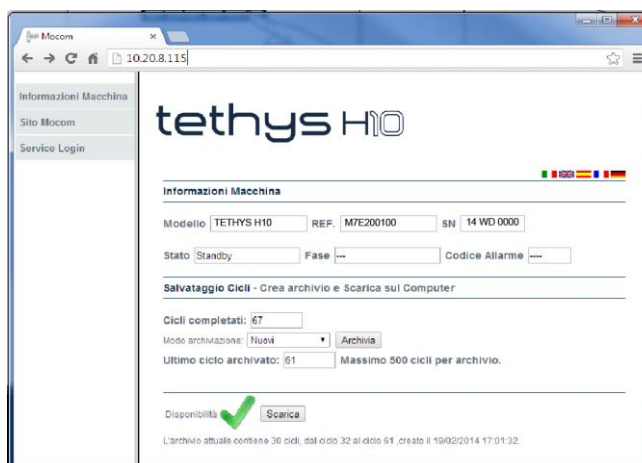 Mocom
10.20.8.115
Informazioni Macchina
Sito Mocom
Service Login
tethys H10
Informazioni Macchina
Modello TETHYS H10 REF. M7E200100 SN 14 WD 0000
Stato Standby Fase --- Codice Allarme ----
Salvataggio Cicli - Crea archivio e Scarica sul Computer
Cicli completati: 67
Modo archiviazione: Nuovi Archivia
Ultimo ciclo archivato: 61 Massimo 500 cicli per archivio.
Disponibilità Scarica
L'archivio attuale contiene 30 cicli, dal ciclo 32 al ciclo 61 ,creato il 19/02/2014 17:01:32.